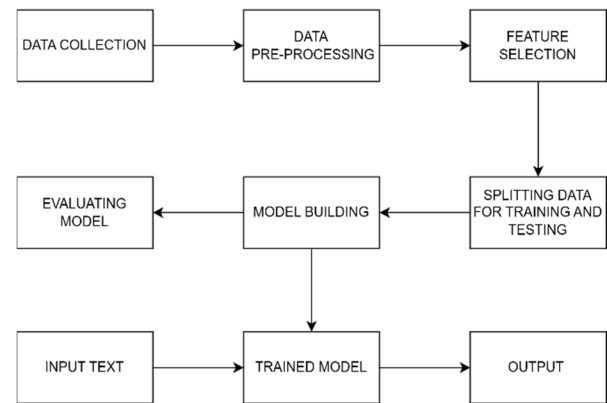 DATA COLLECTION
DATA
PRE-PROCESSING
FEATURE
SELECTION
EVALUATING
MODEL
MODEL BUILDING
SPLITTING DATA
FOR TRAINING AND
TESTING
INPUT TEXT
TRAINED MODEL
OUTPUT